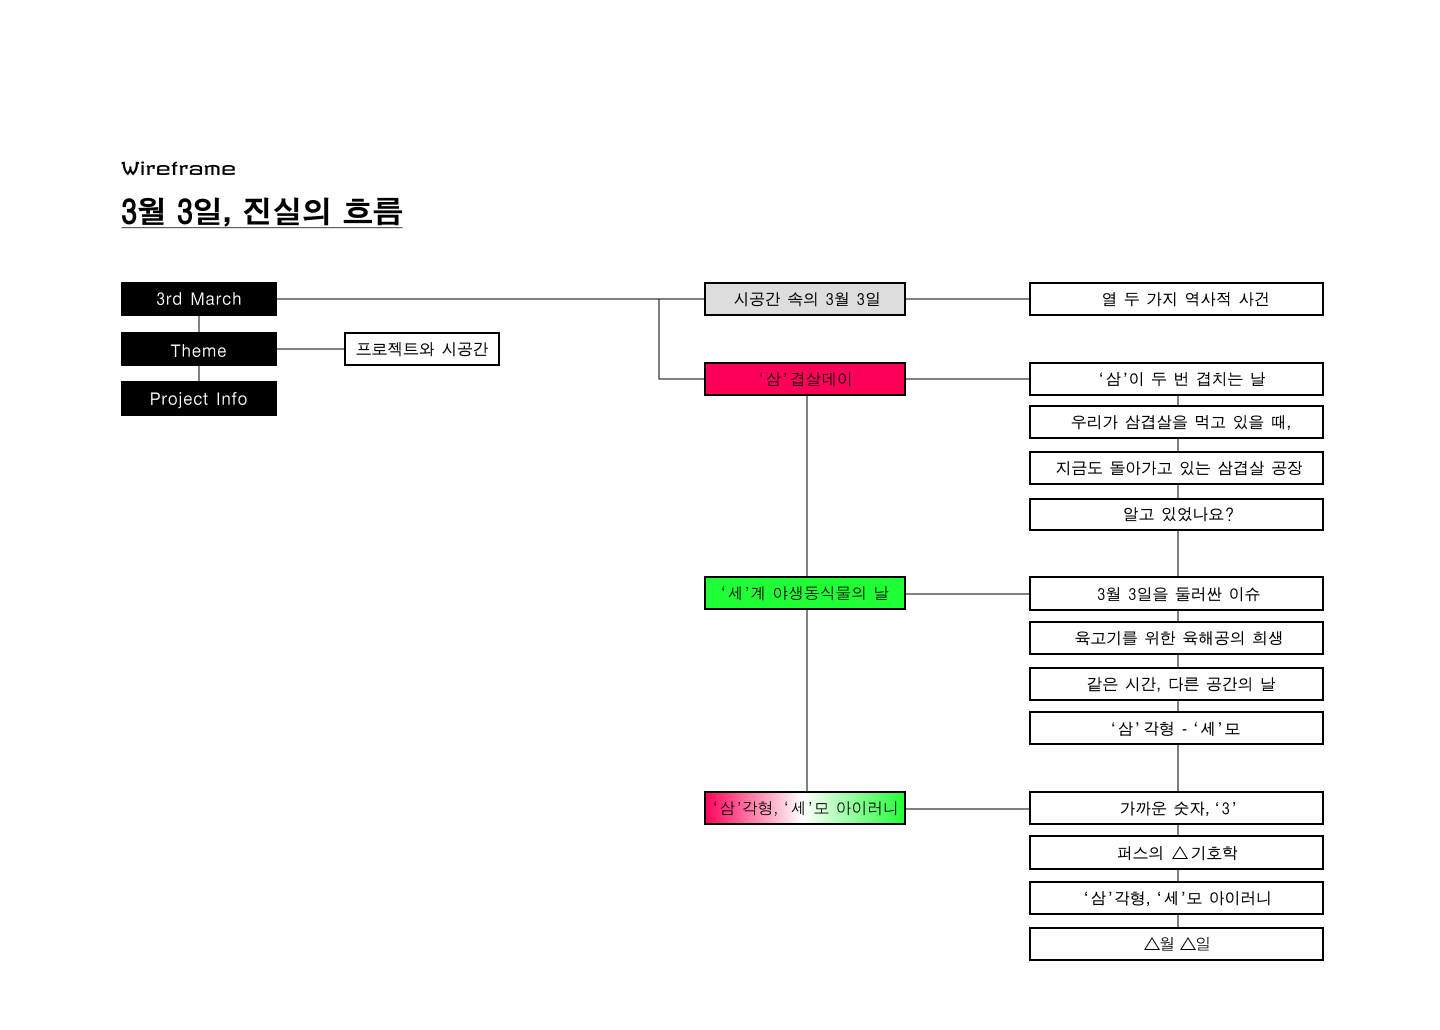 Wireframe
3월 3일, 진실의 흐름
3rd March
Theme
프로젝트와 시공간
Project Info
시공간 속의 3월 3일
열 두 가지 역사적 사건
‘삼’겹살데이
‘삼’이 두 번 겹치는 날
우리가 삼겹살을 먹고 있을 때,
지금도 돌아가고 있는 삼겹살 공장
알고 있었나요?
‘세’계 야생동식물의 날
3월 3일을 둘러싼 이슈
육고기를 위한 육해공의 희생
같은 시간, 다른 공간의 날
‘삼’각형 - ‘세’모
‘삼’각형, ‘세’모 아이러니
가까운 숫자, ‘3’
퍼스의 △기호학
‘삼’각형, ‘세’모 아이러니
△월 △일